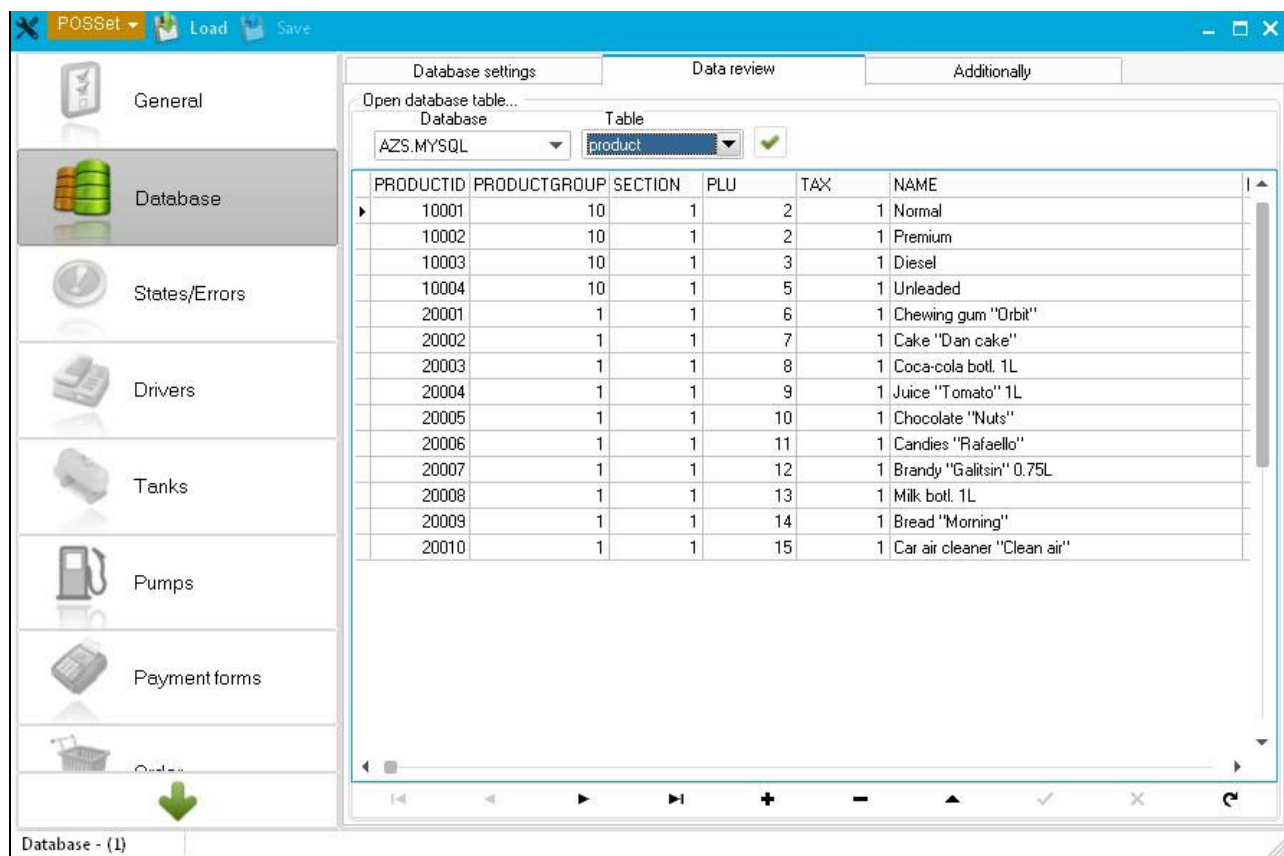 POSSet Load Save
General
Database
States/Errors
Drivers
Tanks
Pumps
Payment forms
Database settings Data review Additionally
Open database table...
Database Table
AZS.MYSQL product
PRODUCTID PRODUCTGROUP SECTION PLU TAX NAME
10001 10 1 2 1 Normal
10002 10 1 2 1 Premium
10003 10 1 3 1 Diesel
10004 10 1 5 1 Unleaded
20001 1 1 6 1 Chewing gum "Orbit"
20002 1 1 7 1 Cake "Dan cake"
20003 1 1 8 1 Coca-cola botl. 1L
20004 1 1 9 1 Juice "Tomato" 1L
20005 1 1 10 1 Chocolate "Nuts"
20006 1 1 11 1 Candies "Rafaello"
20007 1 1 12 1 Brandy "Galitsin" 0.75L
20008 1 1 13 1 Milk botl. 1L
20009 1 1 14 1 Bread "Morning"
20010 1 1 15 1 Car air cleaner "Clean air"
Database - (1)